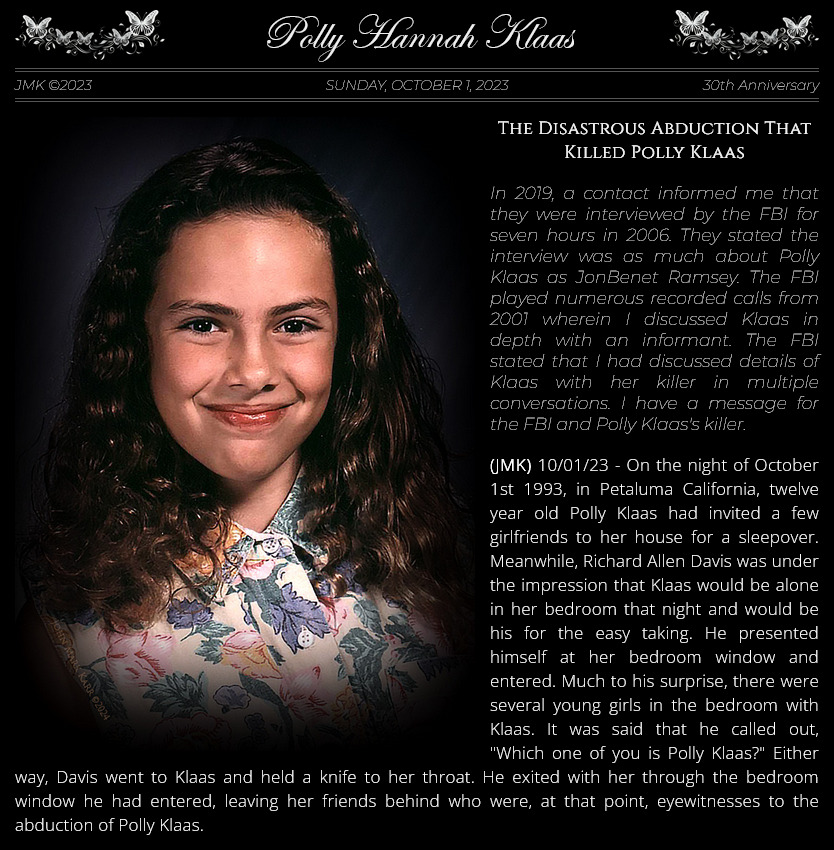 Polly Hannah Klaas
JMK ©2023 SUNDAY, OCTOBER 1, 2023 30th Anniversary
The Disastrous Abduction That
Killed Polly Klaas
In 2019, a contact informed me that
they were interviewed by the FBI for
seven hours in 2006. They stated the
interview was as much about Polly
Klaas as JonBenet Ramsey. The FBI
played numerous recorded calls from
2001 wherein I discussed Klaas in
depth with an informant. The FBI
stated that I had discussed details of
Klaas with her killer in multiple
conversations. I have a message for
the FBI and Polly Klaas's killer.
(JMK) 10/01/23 - On the night of October
1st 1993, in Petaluma California, twelve
year old Polly Klaas had invited a few
girlfriends to her house for a sleepover.
Meanwhile, Richard Allen Davis was under
the impression that Klaas would be alone
in her bedroom that night and would be
his for the easy taking. He presented
himself at her bedroom window and
entered. Much to his surprise, there were
several young girls in the bedroom with
Klaas. It was said that he called out,
"Which one of you is Polly Klaas?" Either
way, Davis went to Klaas and held a knife to her throat. He exited with her through the bedroom
window he had entered, leaving her friends behind who were, at that point, eyewitnesses to the
abduction of Polly Klaas.